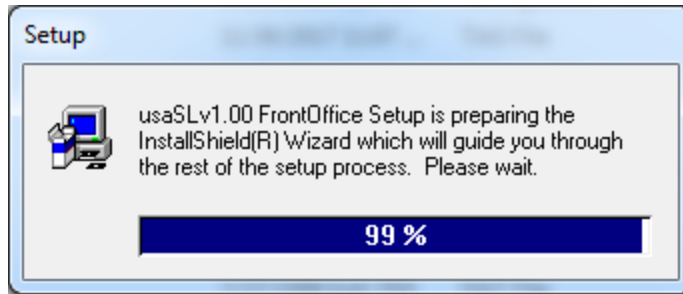 Setup
usaSLv1.00 FrontOffice Setup is preparing the
InstallShield(R) Wizard which will guide you through
the rest of the setup process.  Please wait.
99 %